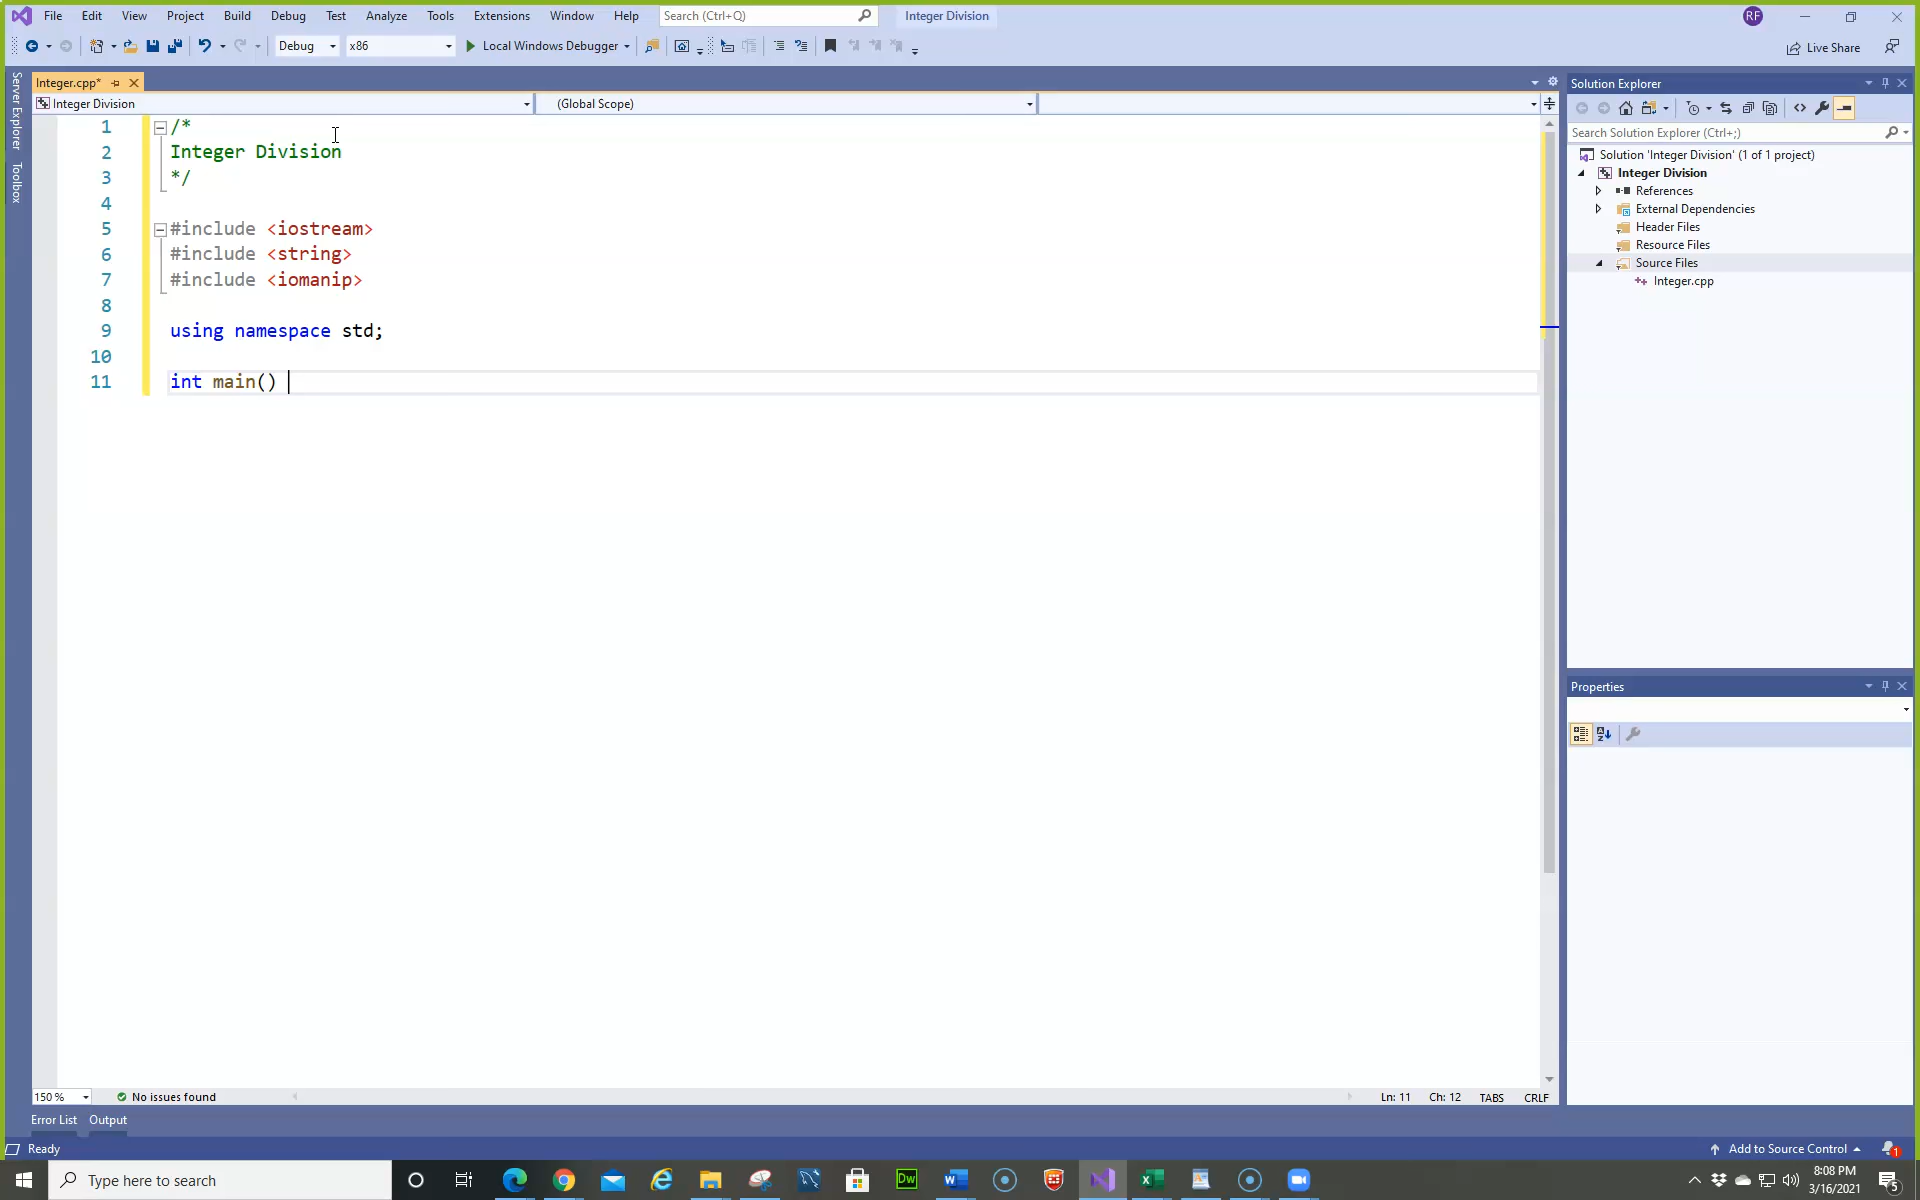 File Edit View Project Build Debug Test Analyze Tools Extensions Window Help Search (Ctrl+Q) Integer Division RF
Debug x86 Local Windows Debugger Live Share
Server Explorer
Toolbox
Integer.cpp*
Integer Division (Global Scope)
1 /*
2 Integer Division
3 */
4
5 #include <iostream>
6 #include <string>
7 #include <iomanip>
8
9 using namespace std;
10
11 int main()
150 % No issues found Ln: 11 Ch: 12 TABS CRLF
Error List Output
Solution Explorer
Search Solution Explorer (Ctrl+;)
Solution 'Integer Division' (1 of 1 project)
Integer Division
References
External Dependencies
Header Files
Resource Files
Source Files
Integer.cpp
Properties
Ready Add to Source Control 1
Type here to search
8:08 PM
3/16/2021
5